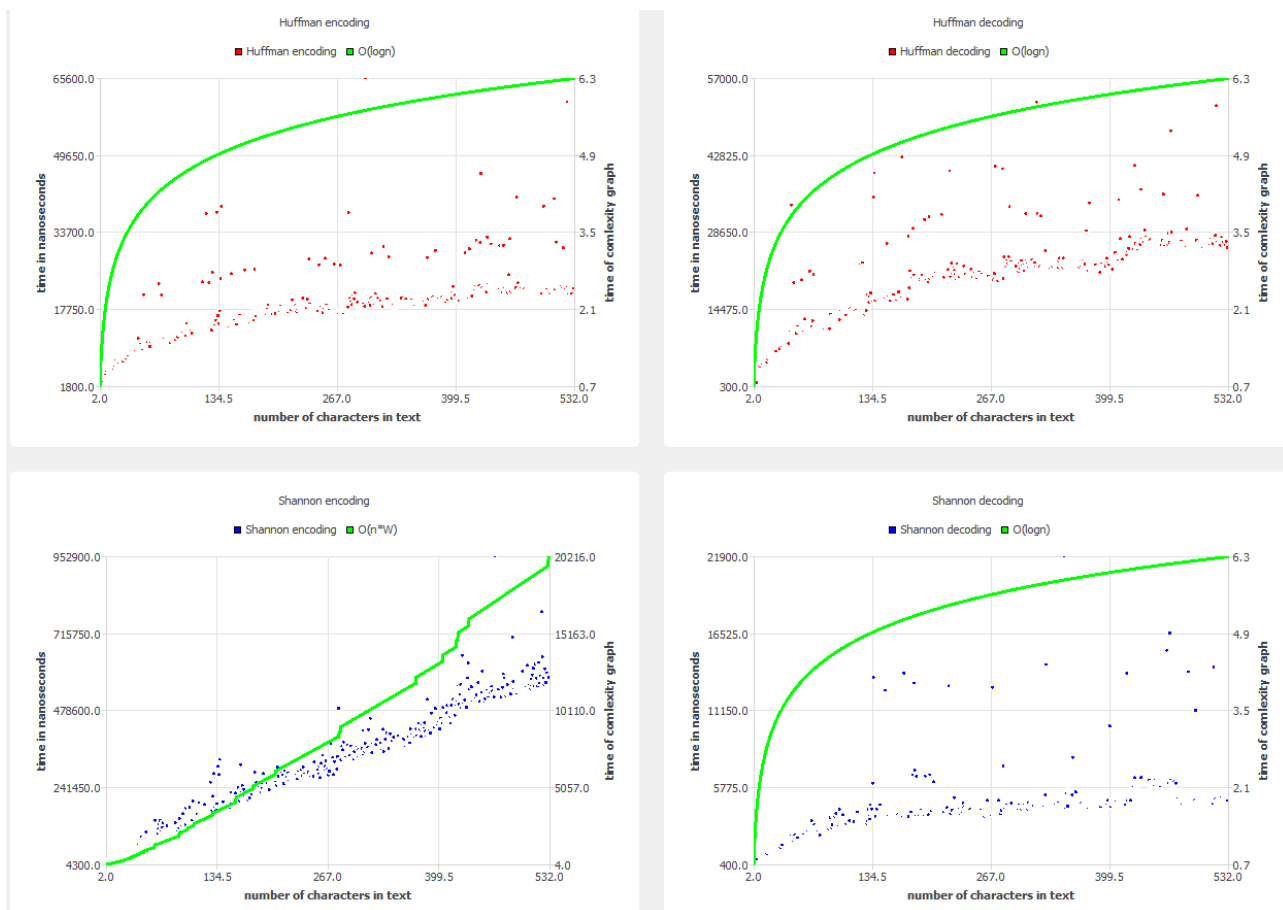 Huffman encoding
Huffman encoding O(logn)
65600.0
49650.0
33700.0
17750.0
1800.0
6.3
4.9
3.5
2.1
0.7
2.0 134.5 267.0 399.5 532.0
time in nanoseconds
time of comlexity graph
number of characters in text
Huffman decoding
Huffman decoding O(logn)
57000.0
42825.0
28650.0
14475.0
300.0
6.3
4.9
3.5
2.1
0.7
2.0 134.5 267.0 399.5 532.0
time in nanoseconds
time of comlexity graph
number of characters in text
Shannon encoding
Shannon encoding O(n*W)
952900.0
715750.0
478600.0
241450.0
4300.0
20216.0
15163.0
10110.0
5057.0
4.0
2.0 134.5 267.0 399.5 532.0
time in nanoseconds
time of comlexity graph
number of characters in text
Shannon decoding
Shannon decoding O(logn)
21900.0
16525.0
11150.0
5775.0
400.0
6.3
4.9
3.5
2.1
0.7
2.0 134.5 267.0 399.5 532.0
time in nanoseconds
time of comlexity graph
number of characters in text